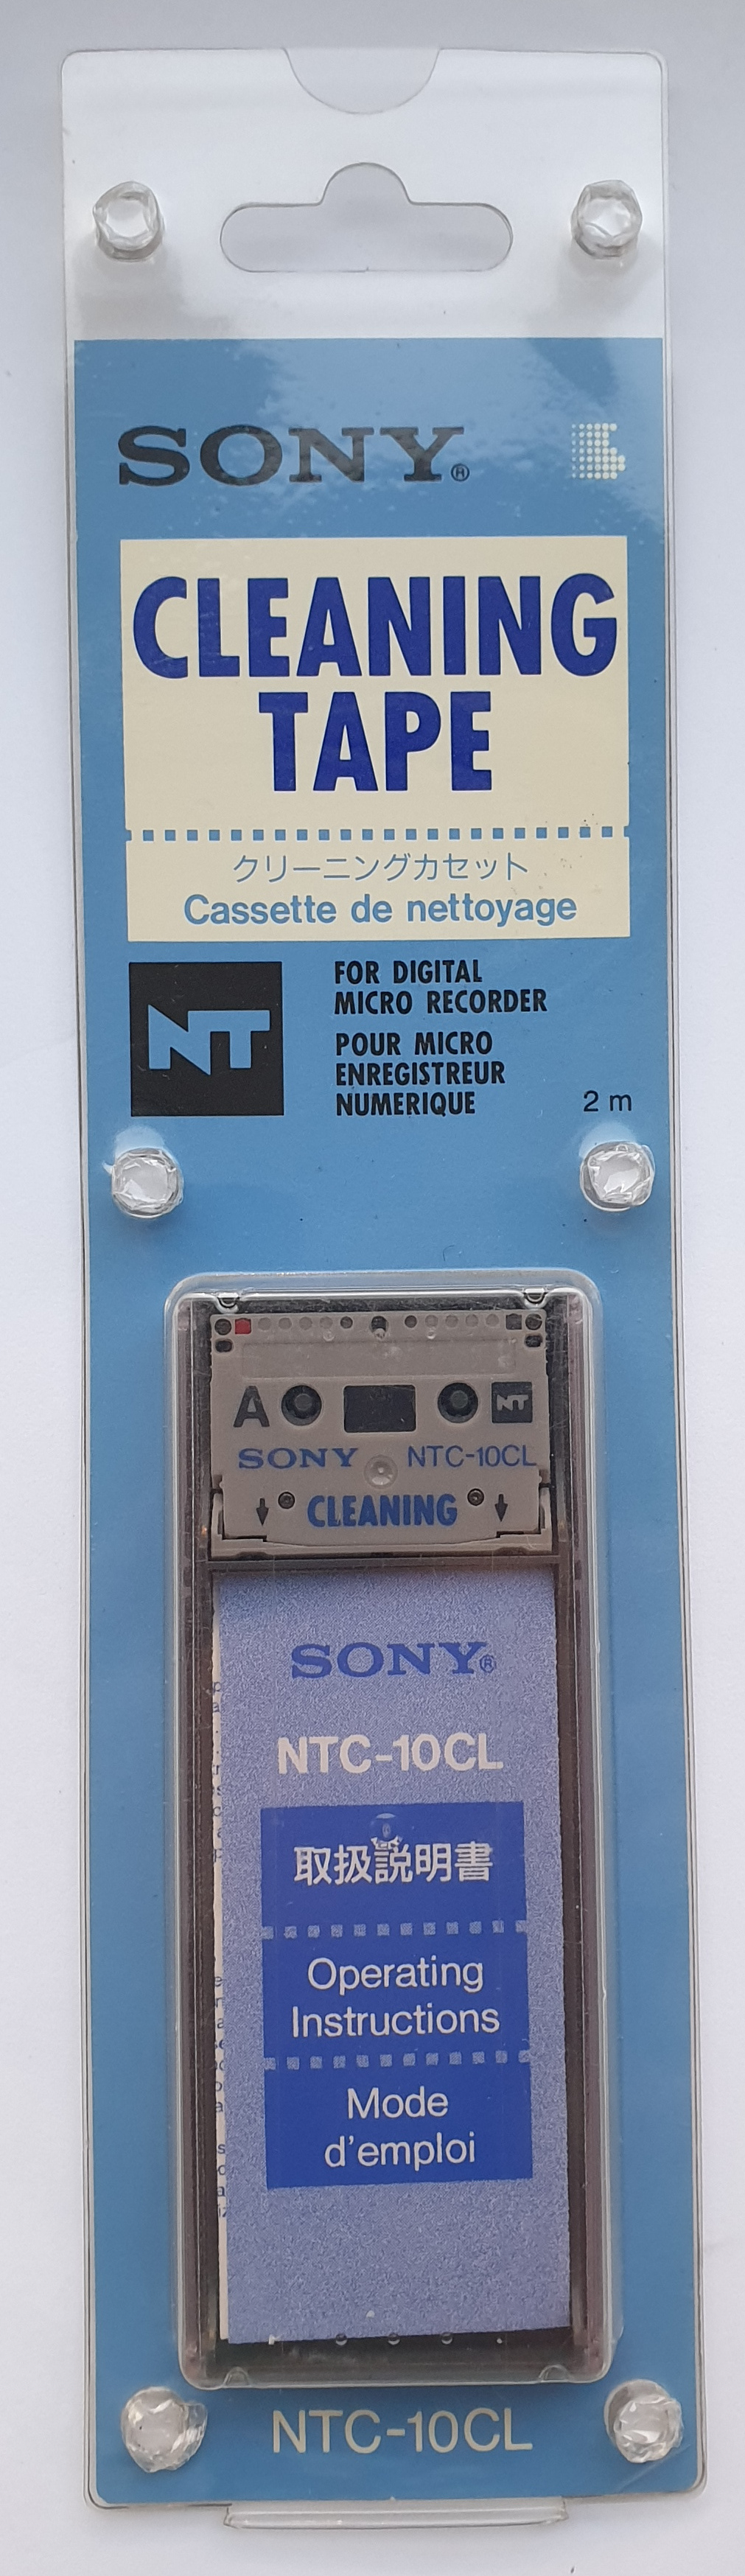 SONY®
CLEANING
TAPE
クリーニングカセット
Cassette de nettoyage
NT
FOR DIGITAL
MICRO RECORDER
POUR MICRO
ENREGISTREUR
NUMERIQUE
2 m
A
NT
SONY NTC-10CL
CLEANING
SONY®
NTC-10CL
取扱説明書
Operating
Instructions
Mode
d'emploi
NTC-10CL